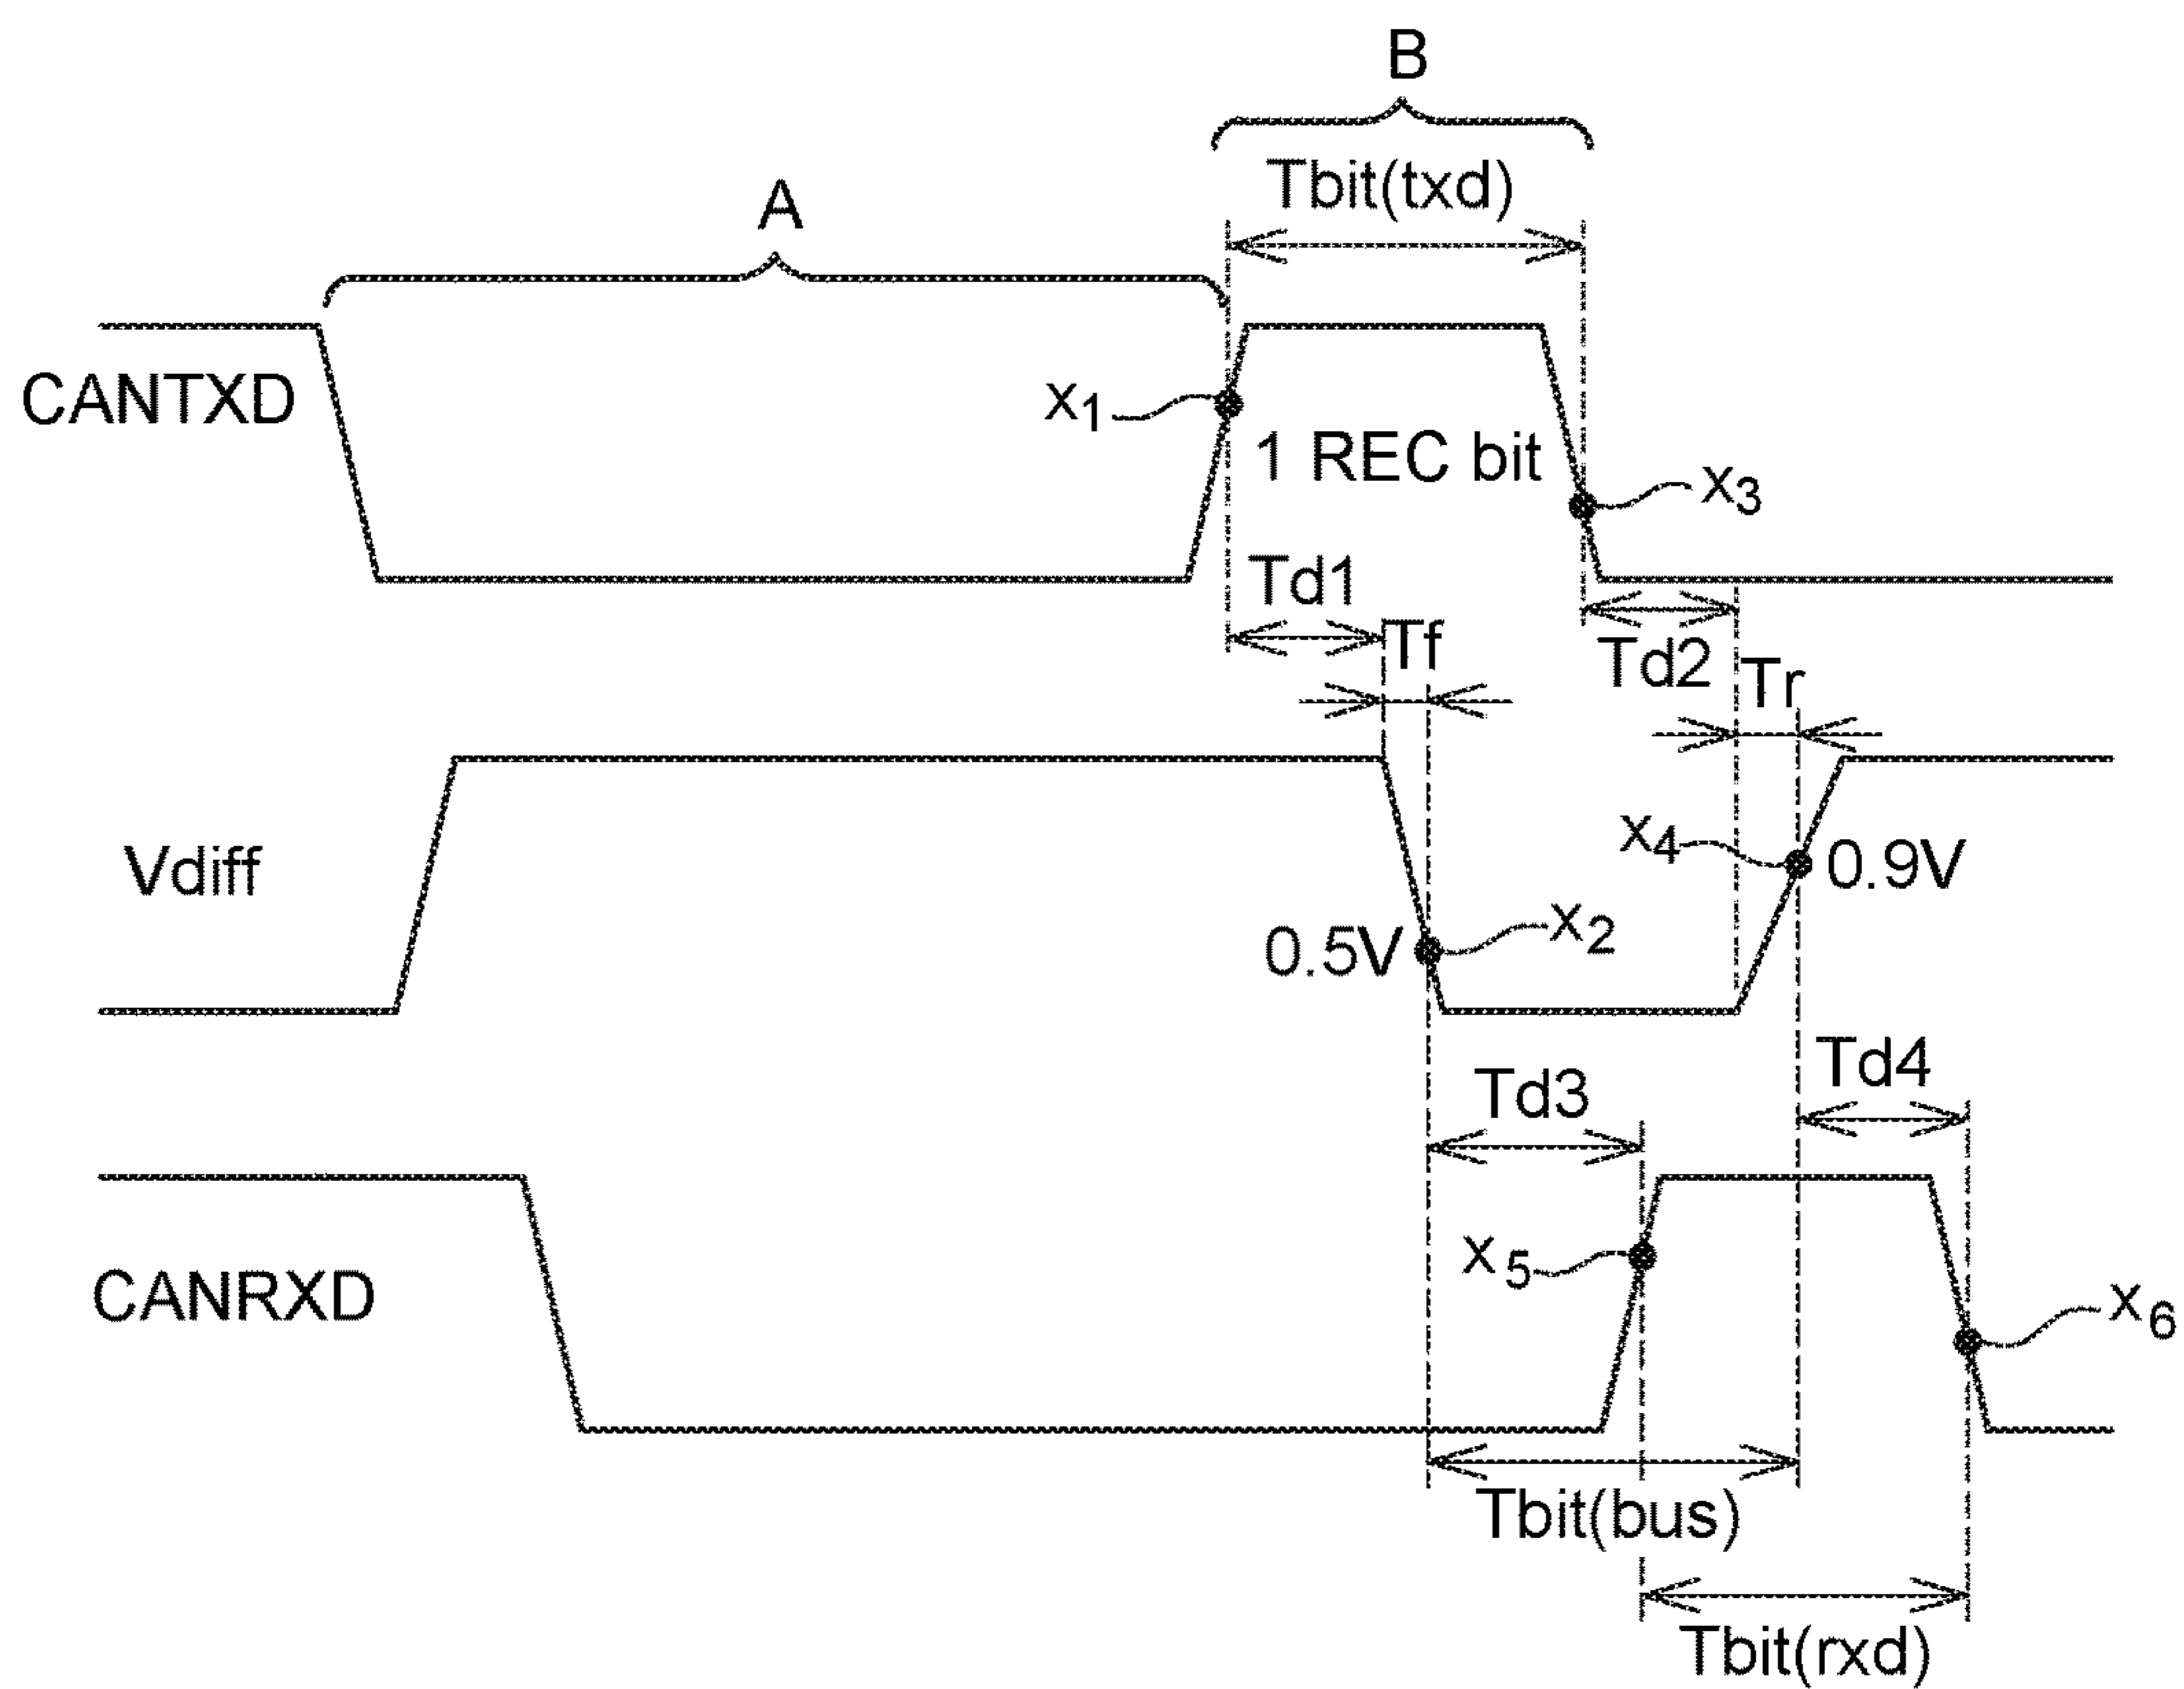 B
Tbit(txd)
A
CANTXD
x1
1 REC bit
x3
Td1
Tf
Td2
Tr
Vdiff
x4
0.9V
0.5V
x2
Td3
Td4
CANRXD
x5
x6
Tbit(bus)
Tbit(rxd)